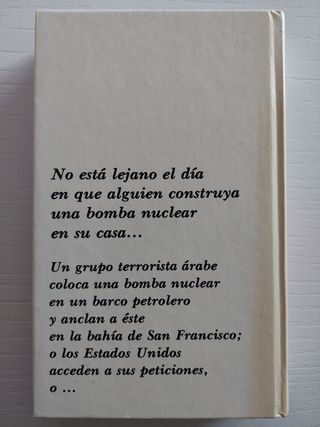 No está lejano el día
en que alguien construya
una bomba nuclear
en su casa...
Un grupo terrorista árabe
coloca una bomba nuclear
en un barco petrolero
y anclan a éste
en la bahía de San Francisco;
o los Estados Unidos
acceden a sus peticiones,
o ...